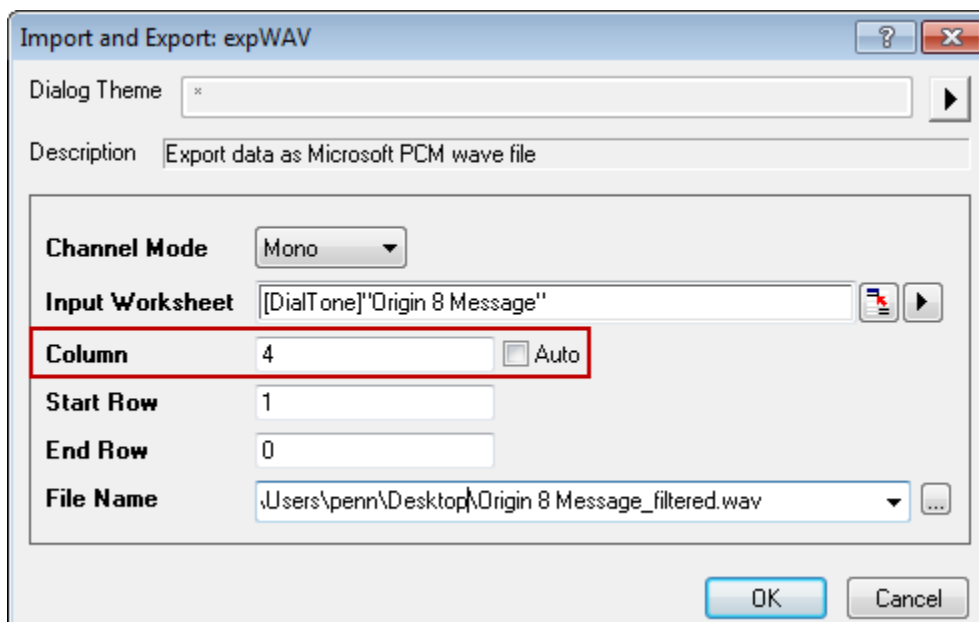 Import and Export: expWAV
Dialog Theme *
Description Export data as Microsoft PCM wave file
Channel Mode Mono
Input Worksheet [DialTone]"Origin 8 Message"
Column 4 Auto
Start Row 1
End Row 0
File Name \Users\penn\Desktop\Origin 8 Message_filtered.wav ...
OK Cancel